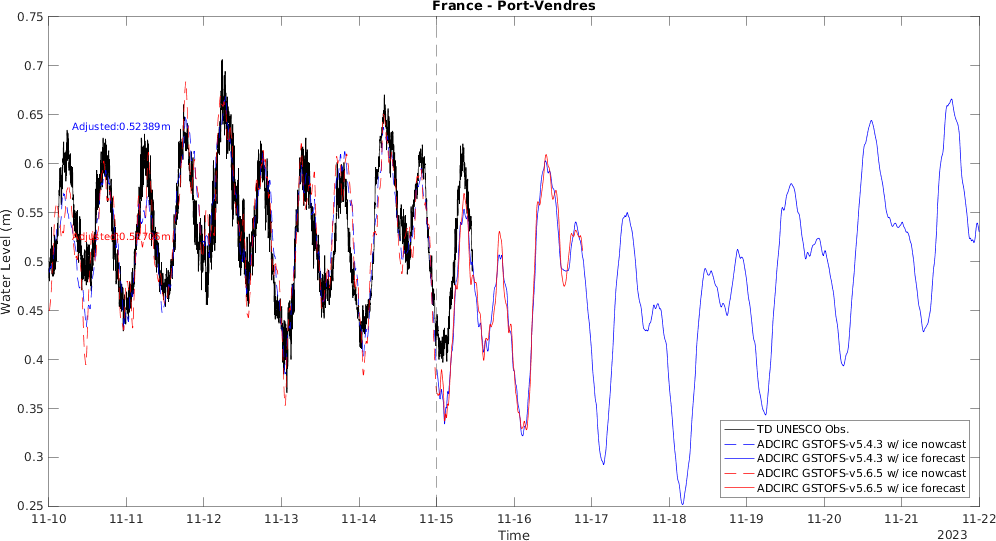 France - Port-Vendres
0.75
0.7
0.65
0.6
0.55
0.5
0.45
0.4
0.35
0.3
0.25
Water Level (m)
Adjusted:0.52389m
TD UNESCO Obs.
ADCIRC GSTOFS-v5.4.3 w/ ice nowcast
ADCIRC GSTOFS-v5.4.3 w/ ice forecast
ADCIRC GSTOFS-v5.6.5 w/ ice nowcast
ADCIRC GSTOFS-v5.6.5 w/ ice forecast
11-10 11-11 11-12 11-13 11-14 11-15 11-16 11-17 11-18 11-19 11-20 11-21 11-22
Time
2023